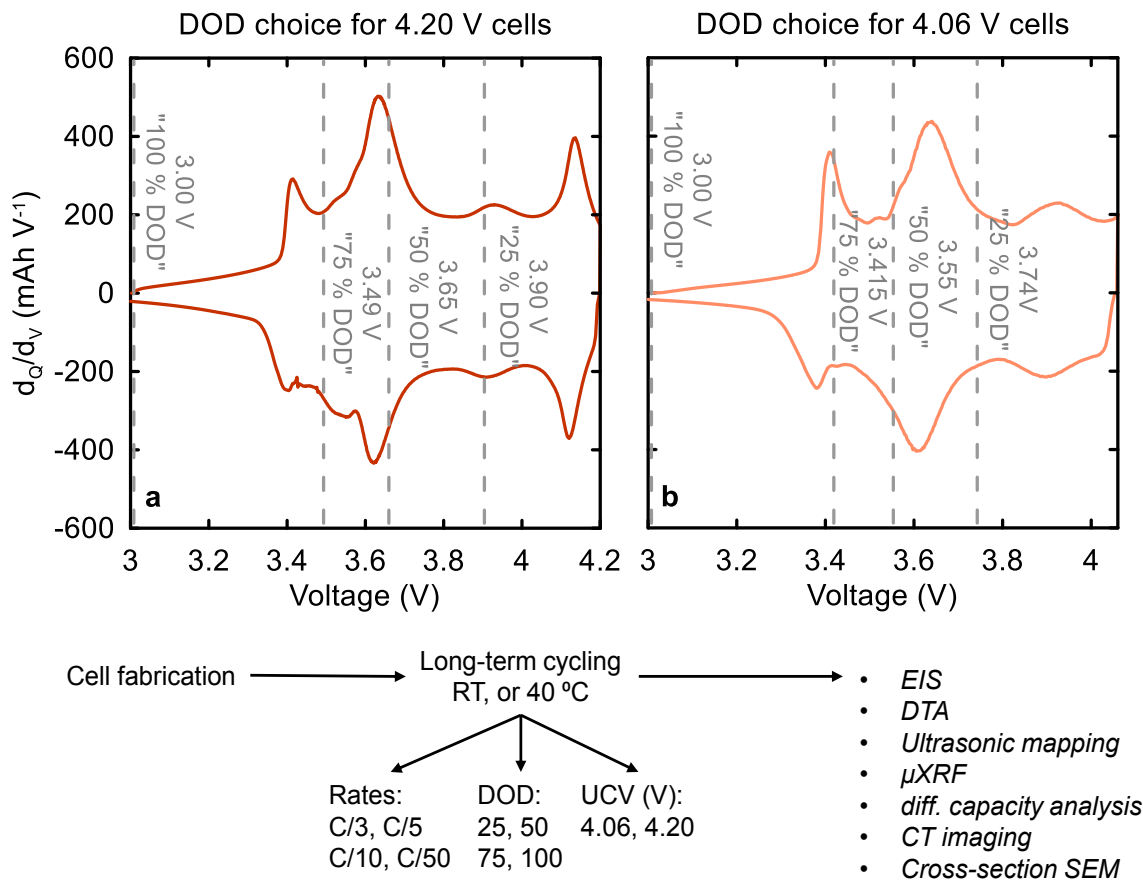 DOD choice for 4.20 V cells
DOD choice for 4.06 V cells
dQ/dV (mAh V-1)
600
400
200
0
-200
-400
-600
3.00 V
"100 % DOD"
3.49 V
"75 % DOD"
3.65 V
"50 % DOD"
3.90 V
"25 % DOD"
a
3
3.2
3.4
3.6
3.8
4
4.2
Voltage (V)
3.00 V
"100 % DOD"
3.415 V
"75 % DOD"
3.55 V
"50 % DOD"
3.74V
"25 % DOD"
b
3
3.2
3.4
3.6
3.8
4
Voltage (V)
Cell fabrication
Long-term cycling
RT, or 40 ºC
Rates:
C/3, C/5
C/10, C/50
DOD:
25, 50
75, 100
UCV (V):
4.06, 4.20
• EIS
• DTA
• Ultrasonic mapping
• µXRF
• diff. capacity analysis
• CT imaging
• Cross-section SEM